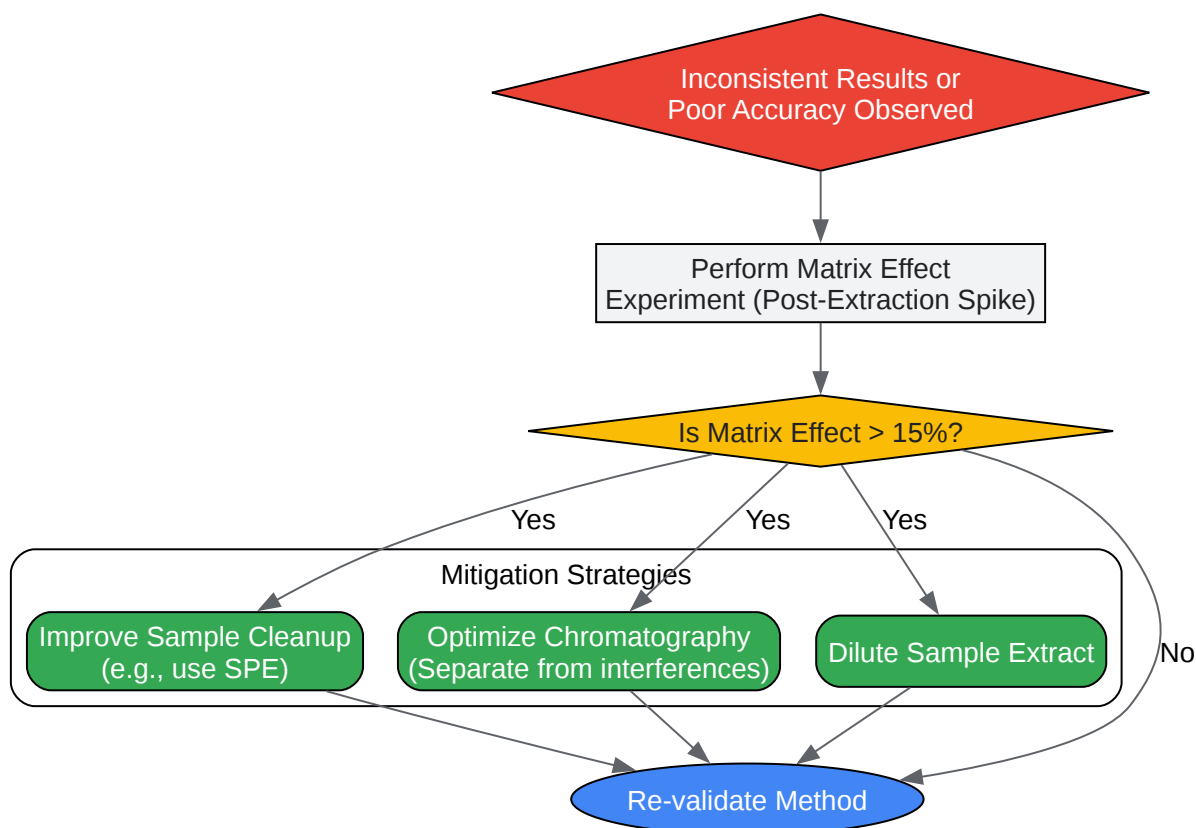 Inconsistent Results or
Poor Accuracy Observed
Perform Matrix Effect
Experiment (Post-Extraction Spike)
Is Matrix Effect > 15%?
Yes
Yes
Yes
Mitigation Strategies
Improve Sample Cleanup
(e.g., use SPE)
Optimize Chromatography
(Separate from interferences)
Dilute Sample Extract
No
Re-validate Method